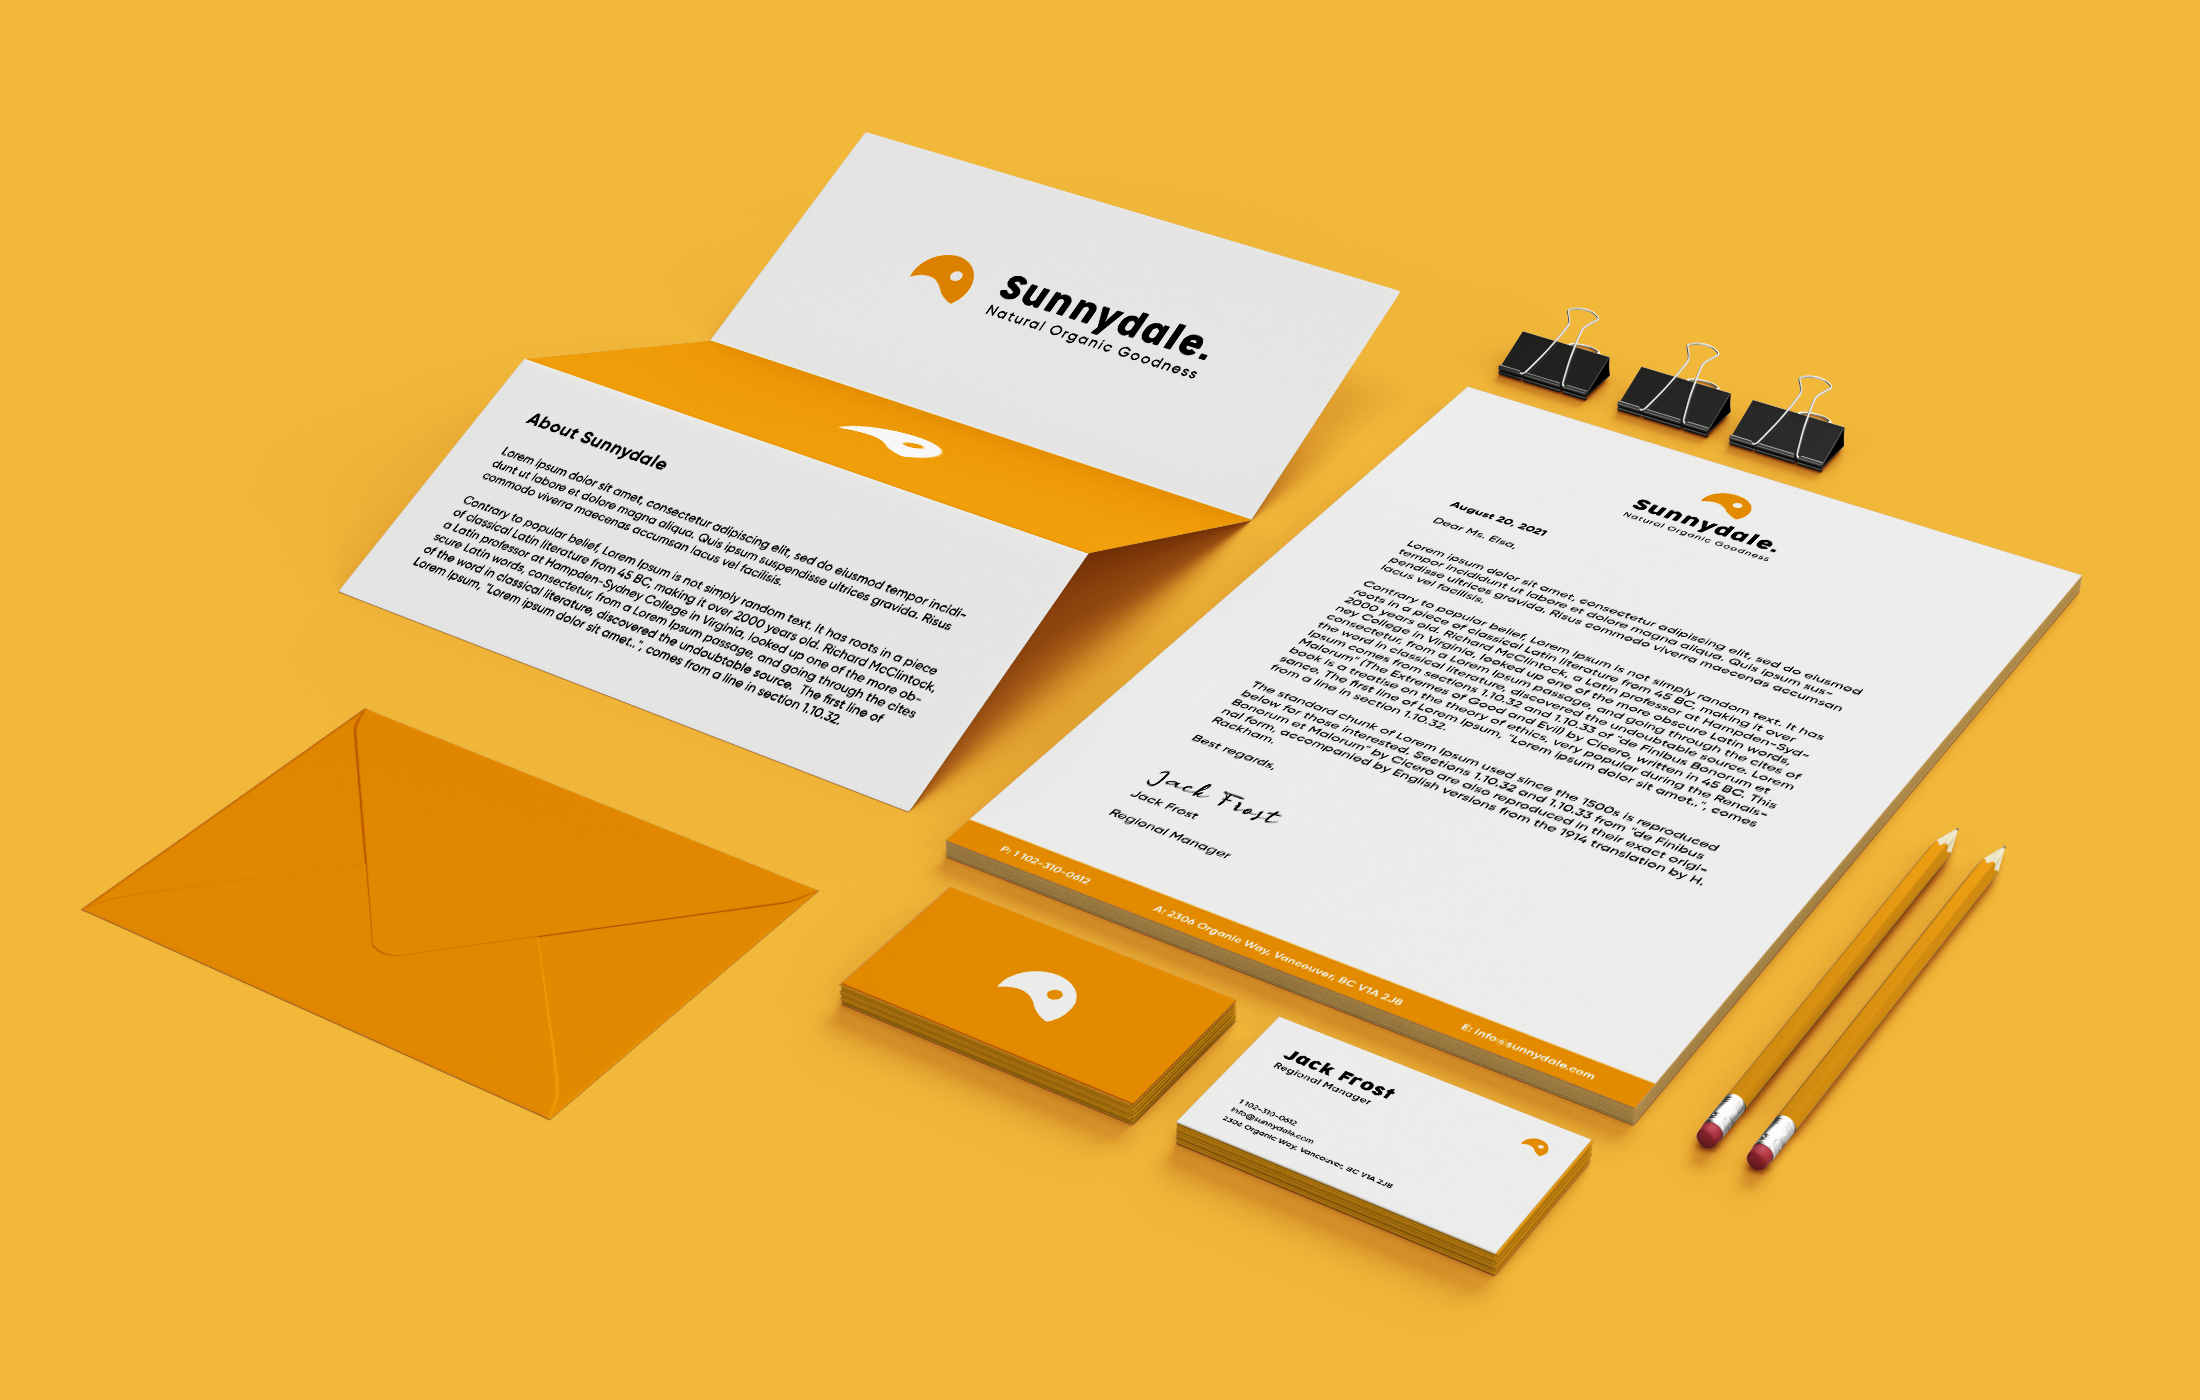 Sunnydale.
Natural Organic Goodness
About Sunnydale
Lorem ipsum dolor sit amet, consectetur adipiscing elit, sed do eiusmod tempor incidi-
dunt ut labore et dolore magna aliqua. Quis ipsum suspendisse ultrices gravida. Risus
commodo viverra maecenas accumsan lacus vel facilisis.
Contrary to popular belief, Lorem Ipsum is not simply random text. It has roots in a piece
of classical Latin literature from 45 BC, making it over 2000 years old. Richard McClintock,
a Latin professor at Hampden-Sydney College in Virginia, looked up one of the more ob-
scure Latin words, consectetur, from a Lorem Ipsum passage, and going through the cites
of the word in classical literature, discovered the undoubtable source. The first line of
Lorem Ipsum, "Lorem ipsum dolor sit amet..", comes from a line in section 1.10.32.
Sunnydale.
Natural Organic Goodness
August 20, 2021
Dear Ms. Elsa,
Lorem ipsum dolor sit amet, consectetur adipiscing elit, sed do eiusmod
tempor incididunt ut labore et dolore magna aliqua. Quis ipsum sus-
pendisse ultrices gravida. Risus commodo viverra maecenas accumsan
lacus vel facilisis.
Contrary to popular belief, Lorem Ipsum is not simply random text. It has
roots in a piece of classical Latin literature from 45 BC, making it over
2000 years old. Richard McClintock, a Latin professor at Hampden-Syd-
ney College in Virginia, looked up one of the more obscure Latin words,
consectetur, from a Lorem Ipsum passage, and going through the cites of
the word in classical literature, discovered the undoubtable source. Lorem
Ipsum comes from sections 1.10.32 and 1.10.33 of "de Finibus Bonorum et
Malorum" (The Extremes of Good and Evil) by Cicero, written in 45 BC. This
book is a treatise on the theory of ethics, very popular during the Renais-
sance. The first line of Lorem Ipsum, "Lorem ipsum dolor sit amet..", comes
from a line in section 1.10.32.
The standard chunk of Lorem Ipsum used since the 1500s is reproduced
below for those interested. Sections 1.10.32 and 1.10.33 from "de Finibus
Bonorum et Malorum" by Cicero are also reproduced in their exact origi-
nal form, accompanied by English versions from the 1914 translation by H.
Rackham.
Best regards,
Jack Frost
Jack Frost
Regional Manager
P: 1 102-310-0612
A: 2306 Organic Way, Vancouver, BC V1A 2J8
E: info@sunnydale.com
Jack Frost
Regional Manager
1 102-310-0612
info@sunnydale.com
2306 Organic Way, Vancouver, BC V1A 2J8